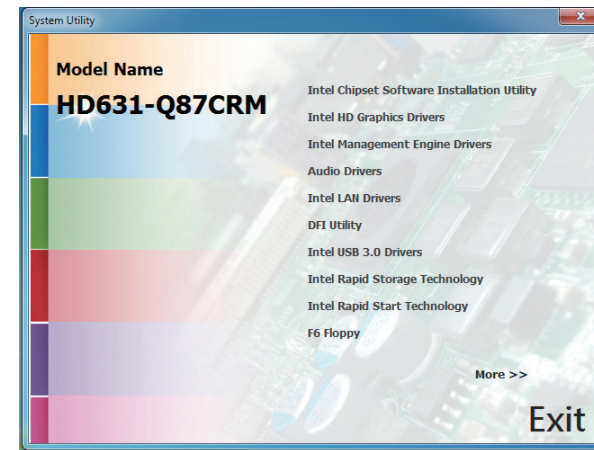 System Utility
Model Name
HD631-Q87CRM
Intel Chipset Software Installation Utility
Intel HD Graphics Drivers
Intel Management Engine Drivers
Audio Drivers
Intel LAN Drivers
DFI Utility
Intel USB 3.0 Drivers
Intel Rapid Storage Technology
Intel Rapid Start Technology
F6 Floppy
More >>
Exit